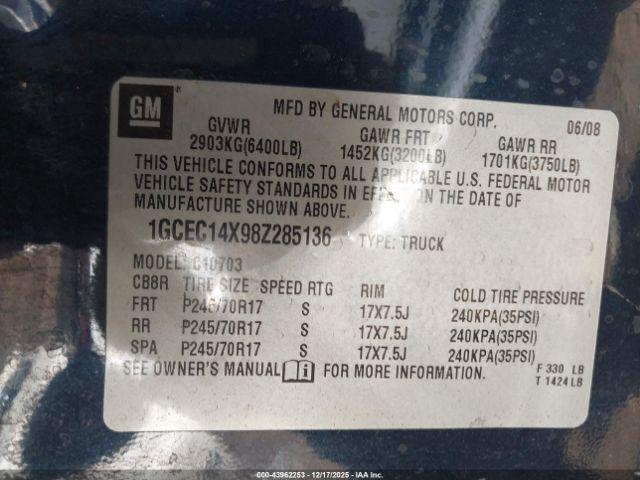 GM
MFD BY GENERAL MOTORS CORP. 06/08
GVWR GAWR FRT GAWR RR
2903KG(6400LB) 1452KG(3200LB) 1701KG(3750LB)
THIS VEHICLE CONFORMS TO ALL APPLICABLE U.S. FEDERAL MOTOR
VEHICLE SAFETY STANDARDS IN EFFECT ON THE DATE OF
MANUFACTURE SHOWN ABOVE.
1GCEC14X98Z285136 TYPE: TRUCK
MODEL: C10703
CB8R TIRE SIZE SPEED RTG RIM COLD TIRE PRESSURE
FRT P245/70R17 S 17X7.5J 240KPA(35PSI)
RR P245/70R17 S 17X7.5J 240KPA(35PSI)
SPA P245/70R17 S 17X7.5J 240KPA(35PSI)
SEE OWNER'S MANUAL FOR MORE INFORMATION. F 330 LB
T 1424 LB
000-43962253 | 12/17/2025 | IAA Inc.